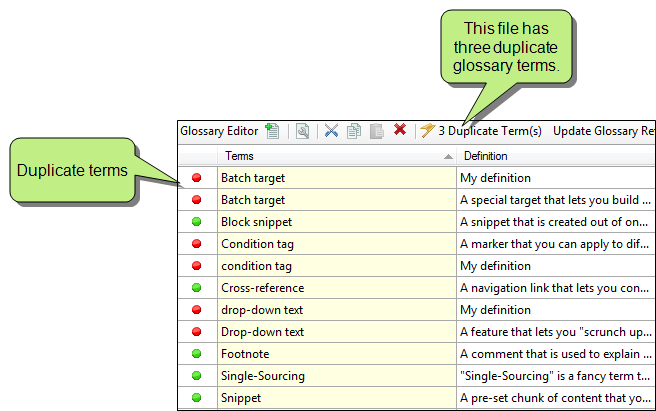 This file has
three duplicate
glossary terms.
Glossary Editor 3 Duplicate Term(s) Update Glossary Re
Duplicate terms
Terms Definition
Batch target My definition
Batch target A special target that lets you build ...
Block snippet A snippet that is created out of on...
Condition tag A marker that you can apply to dif...
condition tag My definition
Cross-reference A navigation link that lets you con...
drop-down text My definition
Drop-down text A feature that lets you "scrunch up...
Footnote A comment that is used to explain ...
Single-Sourcing "Single-Sourcing" is a fancy term t...
Snippet A pre-set chunk of content that yo...